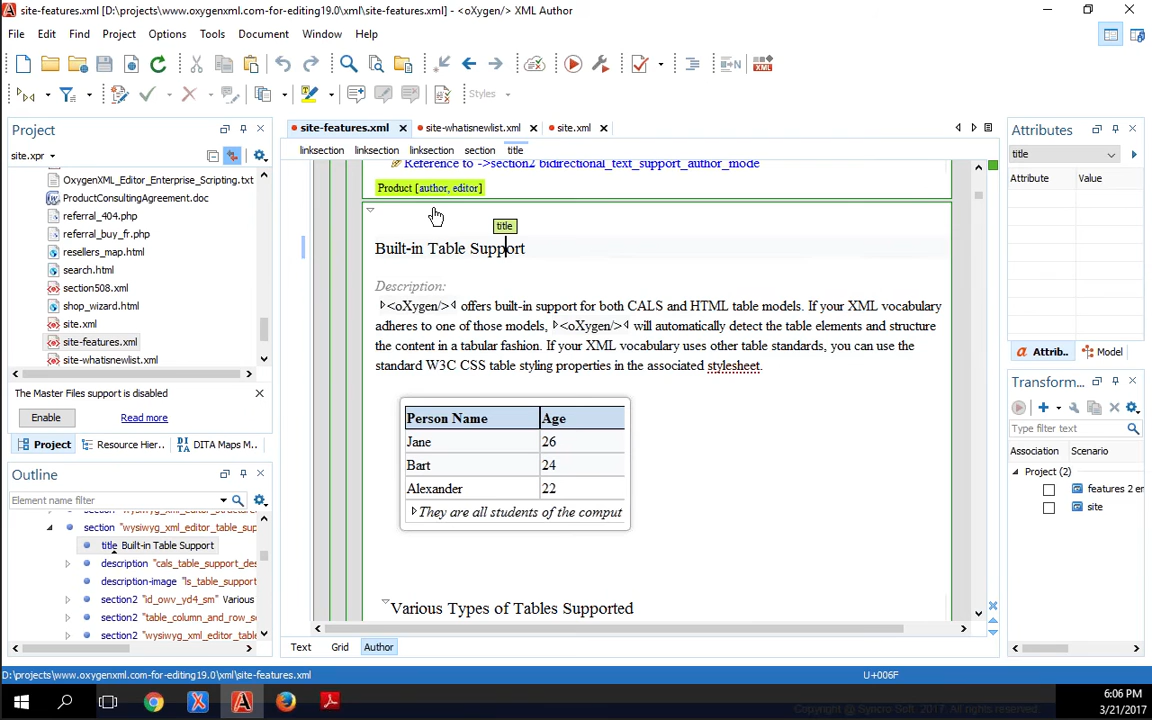 site-features.xml [D:\projects\www.oxygenxml.com-for-editing19.0\xml\site-features.xml] - <oXygen/> XML Author
File Edit Find Project Options Tools Document Window Help
Styles
Project
site.xpr
OxygenXML_Editor_Enterprise_Scripting.txt
ProductConsultingAgreement.doc
referral_404.php
referral_buy_fr.php
resellers_map.html
search.html
section508.xml
shop_wizard.html
site.xml
site-features.xml
site-whatisnewlist.xml
The Master Files support is disabled
Enable Read more
Project Resource Hier.. DITA Maps M..
Outline
Element name filter
section "wysiwyg_xml_editor_table_sup
title Built-in Table Support
description "cals_table_support_des
description-image "ls_table_support
section2 "id_owv_yd4_sm" Various
section2 "table_column_and_row_se
section2 "wysiwyg_xml_editor_table
site-features.xml site-whatisnewlist.xml site.xml
linksection linksection linksection section title
Reference to ->section2 bidirectional_text_support_author_mode
Product [author, editor]
title
Built-in Table Support
Description:
<oXygen/> offers built-in support for both CALS and HTML table models. If your XML vocabulary
adheres to one of those models, <oXygen/> will automatically detect the table elements and structure
the content in a tabular fashion. If your XML vocabulary uses other table standards, you can use the
standard W3C CSS table styling properties in the associated stylesheet.
Person Name Age
Jane 26
Bart 24
Alexander 22
They are all students of the comput
Various Types of Tables Supported
Text Grid Author
Attributes
title
Attribute Value
Attrib.. Model
Transform...
Type filter text
Association Scenario
Project (2)
features 2 en
site
D:\projects\www.oxygenxml.com-for-editing19.0\xml\site-features.xml U+006F
6:06 PM
3/21/2017
Copyright @ Syncro Soft, 2017. All rights reserved.